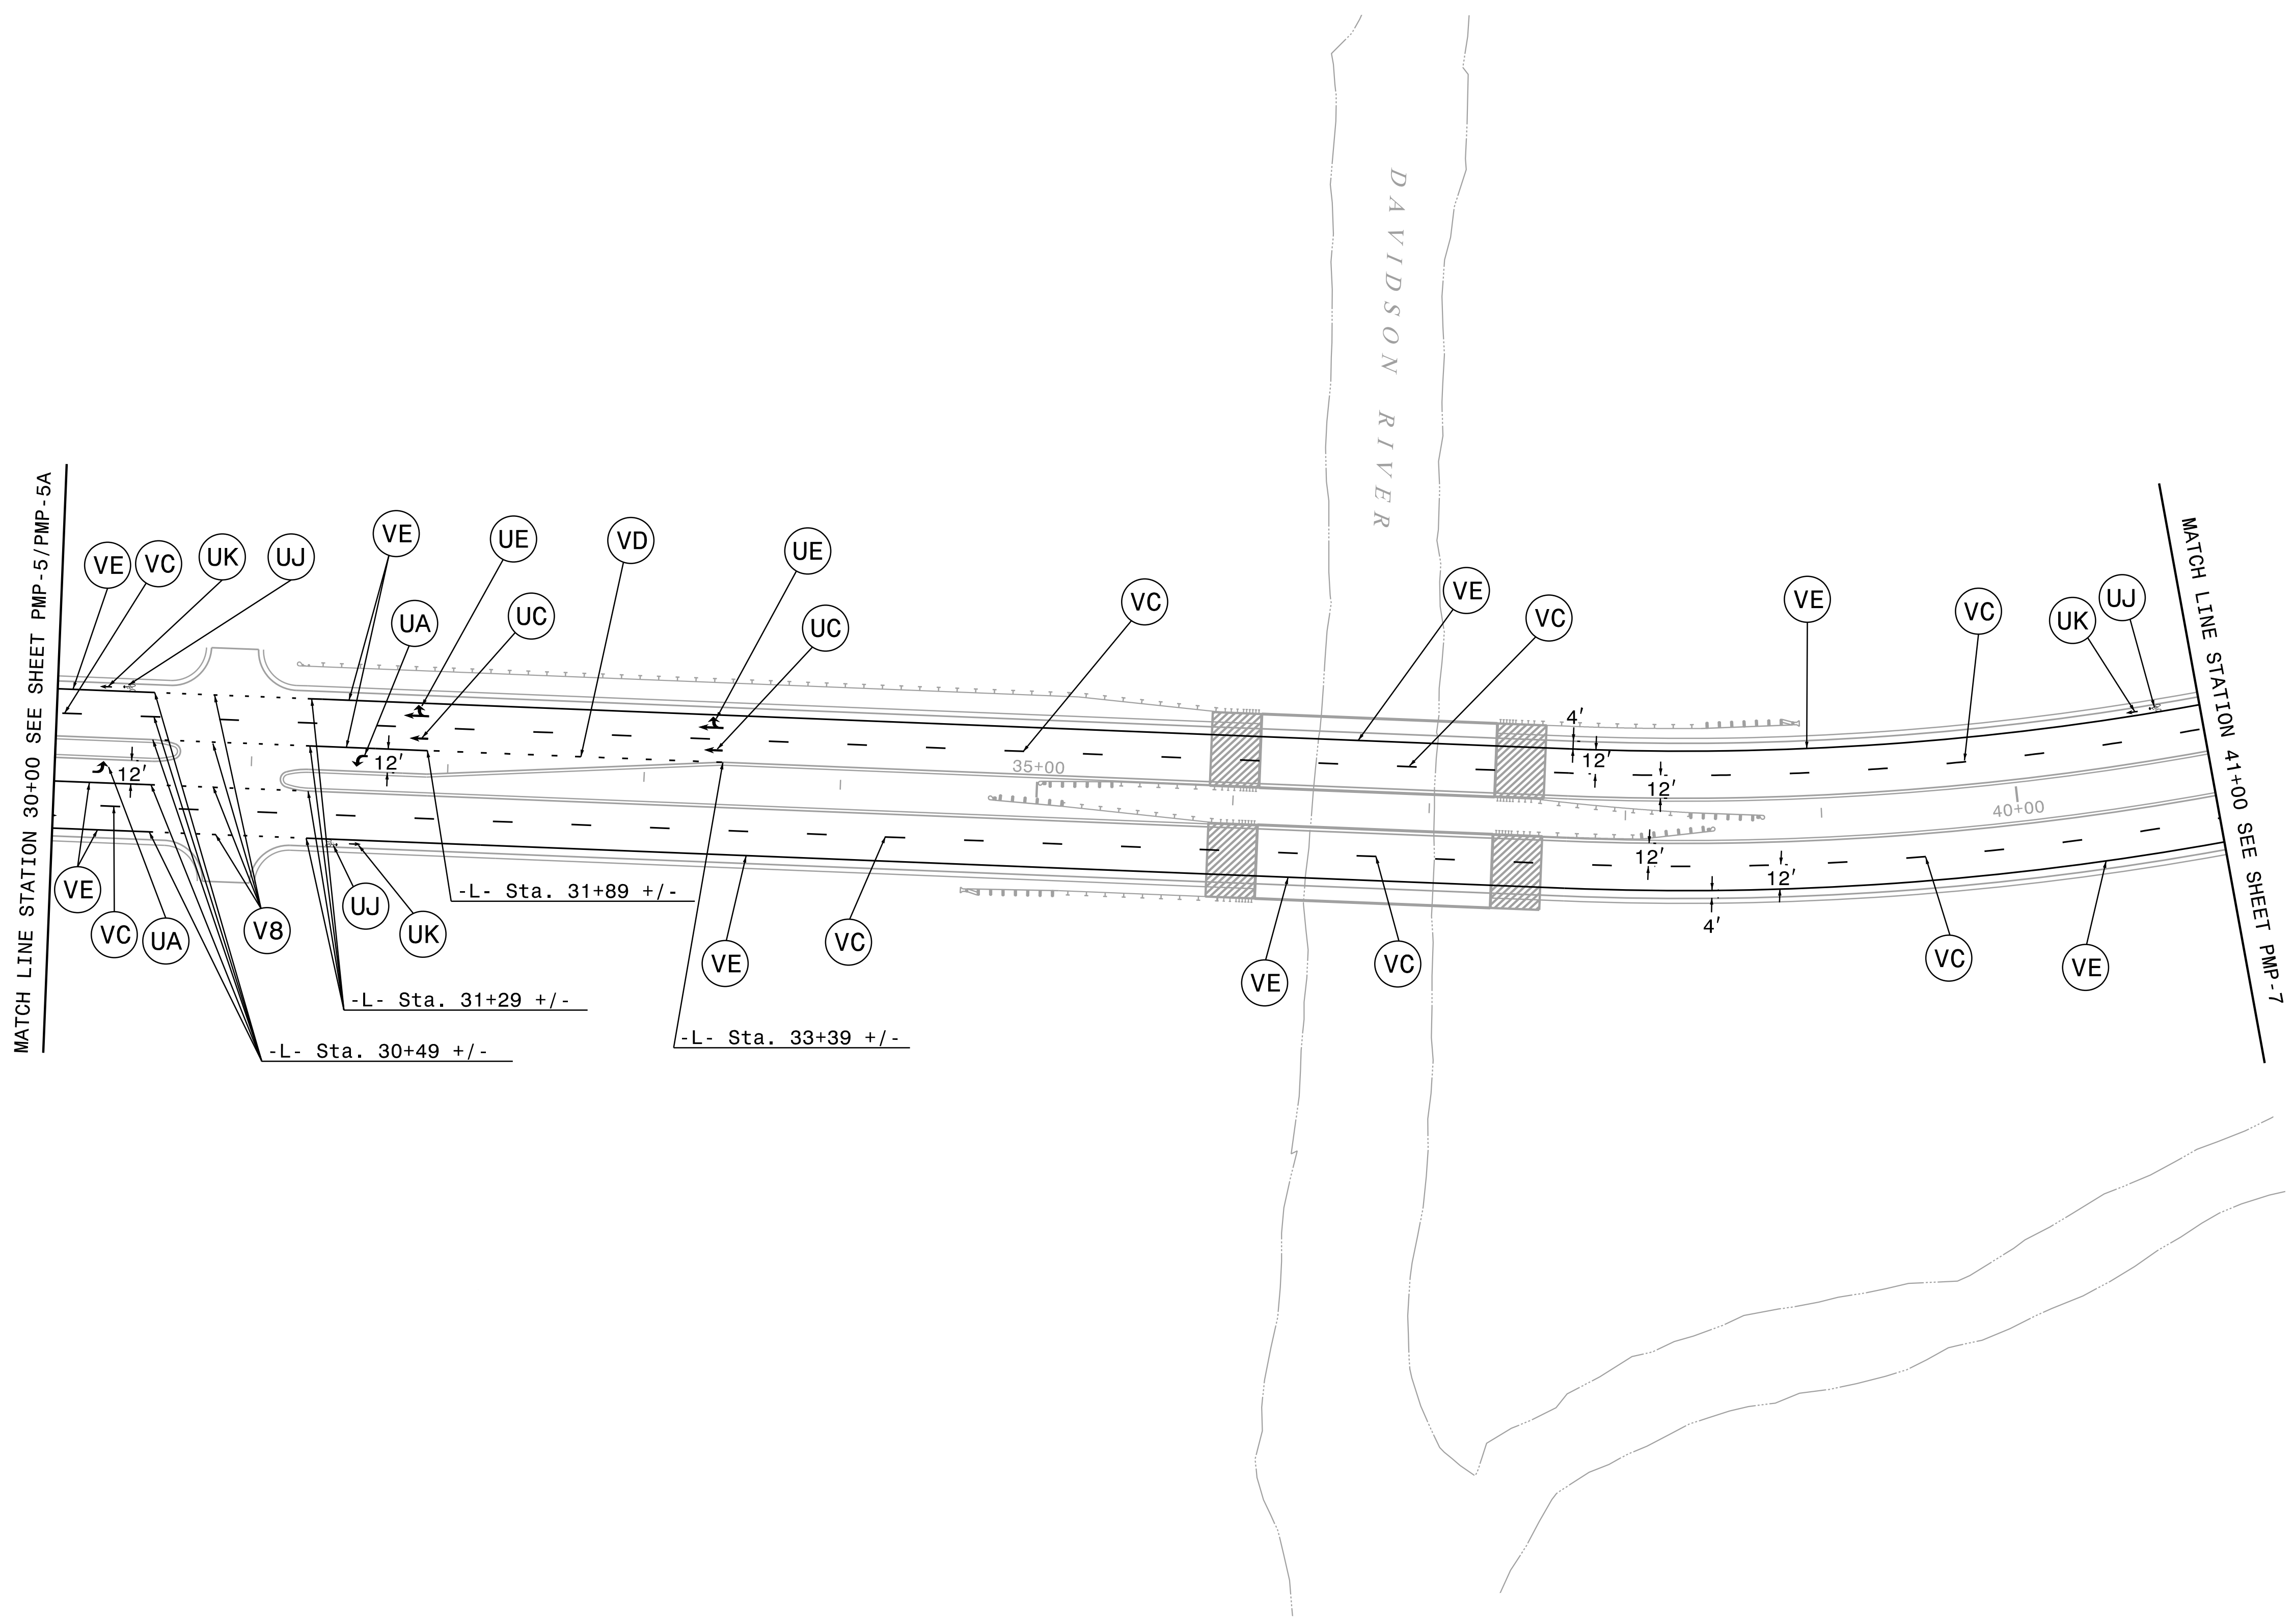 DAVIDSON RIVER
MATCH LINE STATION 30+00 SEE SHEET PMP-5/PMP-5A
MATCH LINE STATION 41+00 SEE SHEET PMP-7
VE
VC
UK
UJ
VE
UE
VD
UE
UA
UC
UC
VC
VE
VC
VE
VC
UK
UJ
4'
12'
12'
12'
12'
35+00
40+00
12'
12'
4'
VE
VC
UA
V8
UJ
UK
-L- Sta. 31+89 +/-
VE
VC
VE
VC
VC
VE
-L- Sta. 31+29 +/-
-L- Sta. 33+39 +/-
-L- Sta. 30+49 +/-